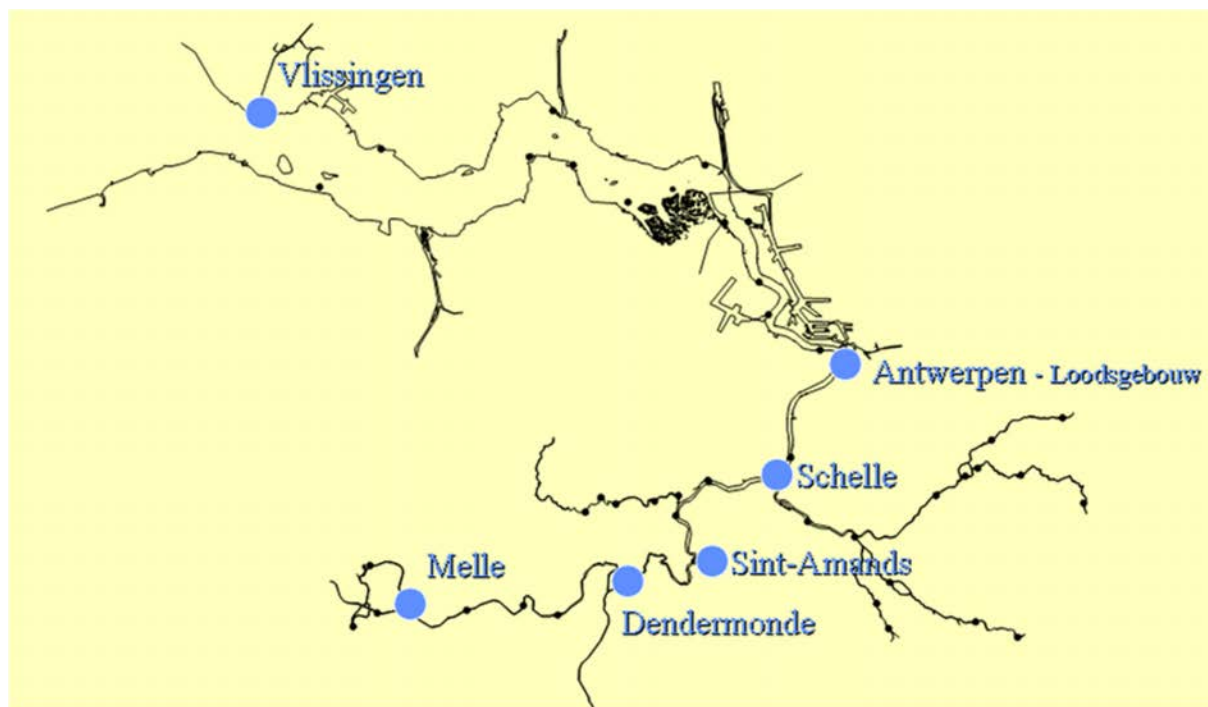 Vlissingen
Antwerpen - Loodsgebouw
Schelle
Sint-Amands
Melle
Dendermonde